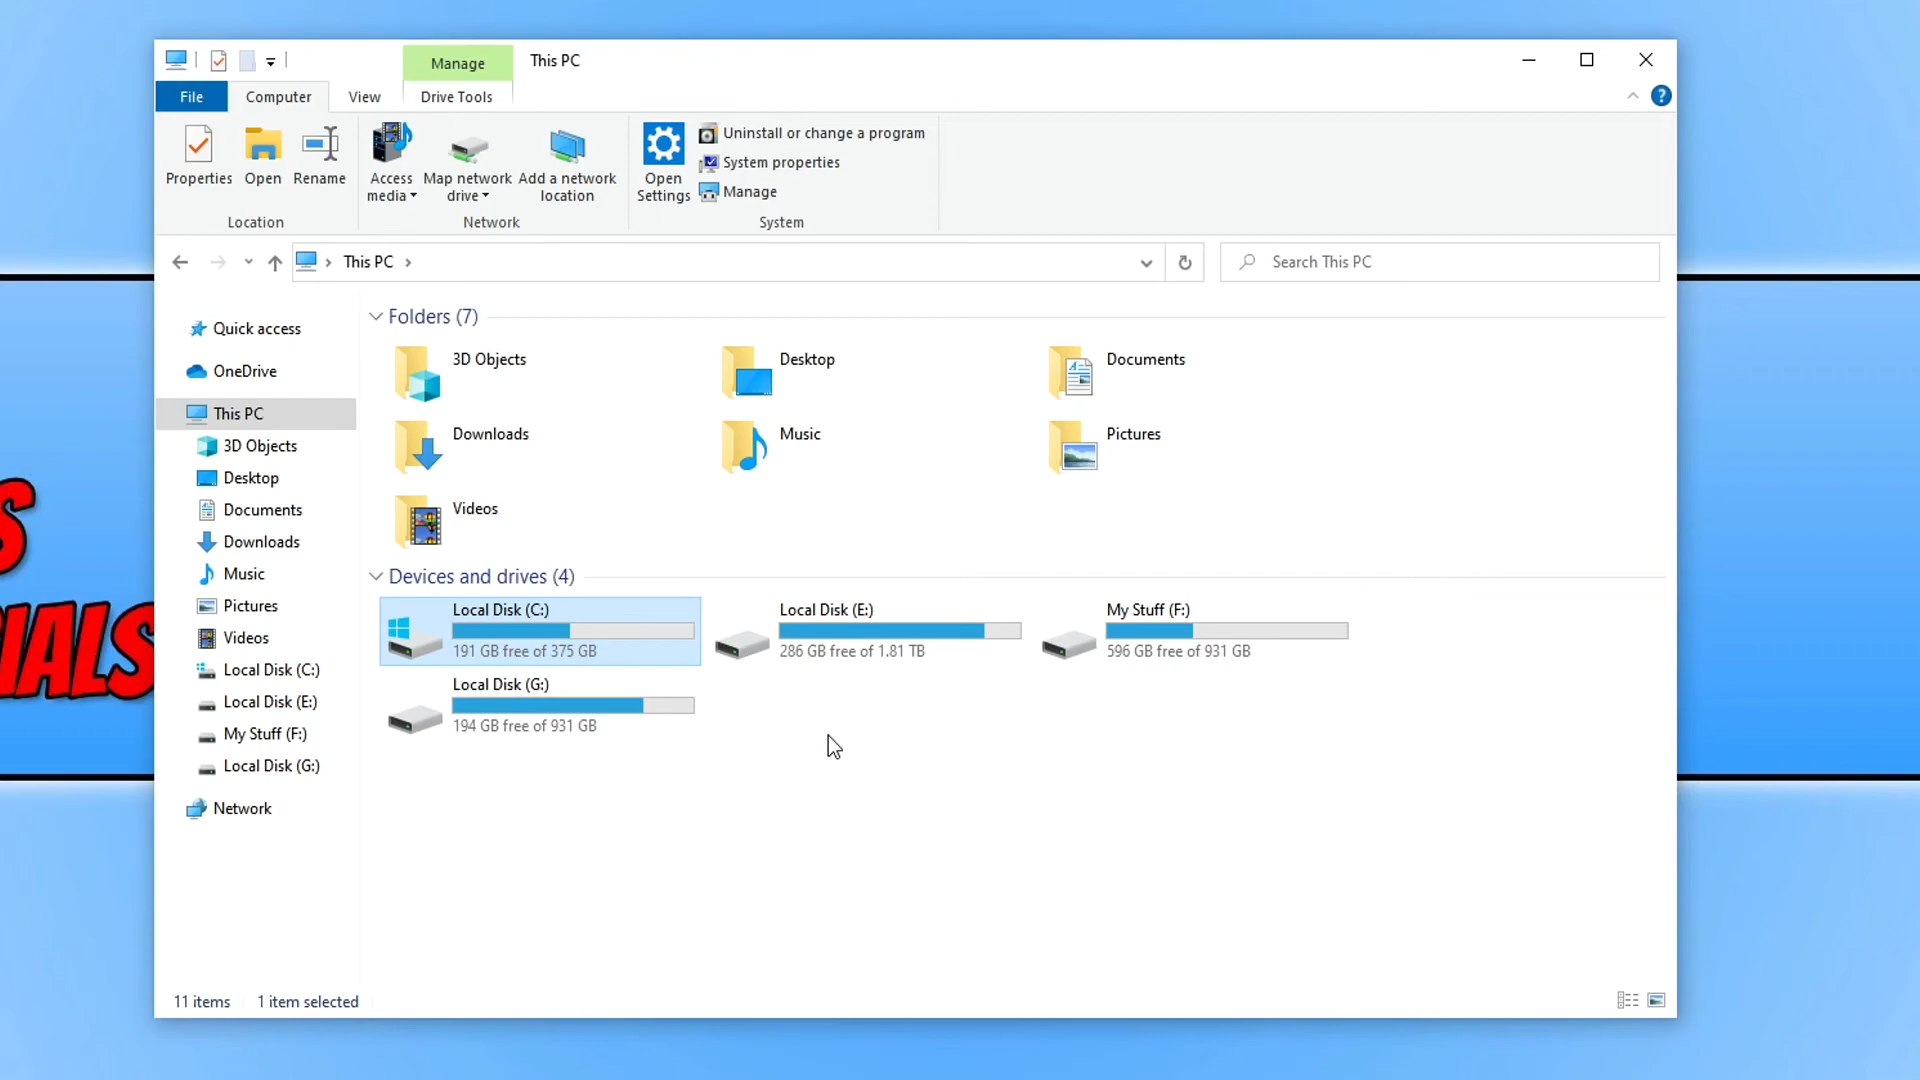 Manage
This PC
File
Computer
View
Drive Tools
Properties
Open
Rename
Access media
Map network drive
Add a network location
Open Settings
Uninstall or change a program
System properties
Manage
Location
Network
System
This PC
Search This PC
Quick access
OneDrive
This PC
3D Objects
Desktop
Documents
Downloads
Music
Pictures
Videos
Local Disk (C:)
Local Disk (E:)
My Stuff (F:)
Local Disk (G:)
Network
Folders (7)
3D Objects
Desktop
Documents
Downloads
Music
Pictures
Videos
Devices and drives (4)
Local Disk (C:)
191 GB free of 375 GB
Local Disk (E:)
286 GB free of 1.81 TB
My Stuff (F:)
596 GB free of 931 GB
Local Disk (G:)
194 GB free of 931 GB
11 items
1 item selected
S
IALS